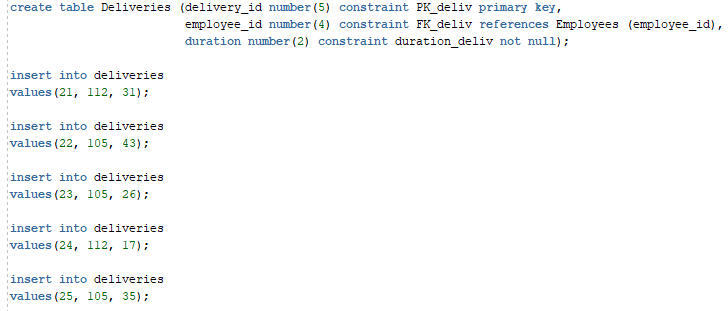 create table Deliveries (delivery_id number(5) constraint PK_deliv primary key,
employee_id number(4) constraint FK_deliv references Employees (employee_id),
duration number(2) constraint duration_deliv not null);
insert into deliveries
values(21, 112, 31);
insert into deliveries
values(22, 105, 43);
insert into deliveries
values(23, 105, 26);
insert into deliveries
values(24, 112, 17);
insert into deliveries
values(25, 105, 35);